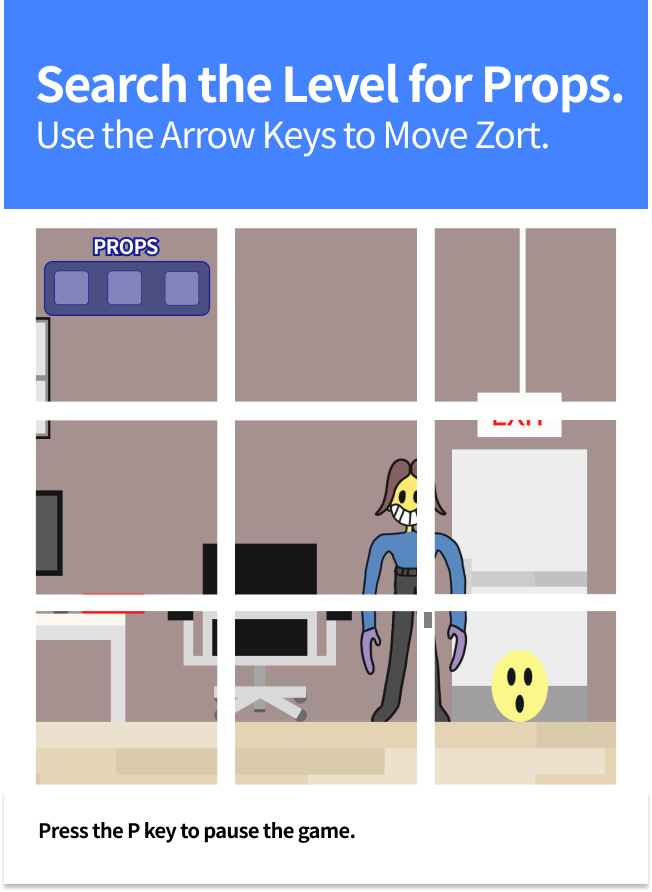 Search the Level for Props.
Use the Arrow Keys to Move Zort.
PROPS
EXIT
Press the P key to pause the game.